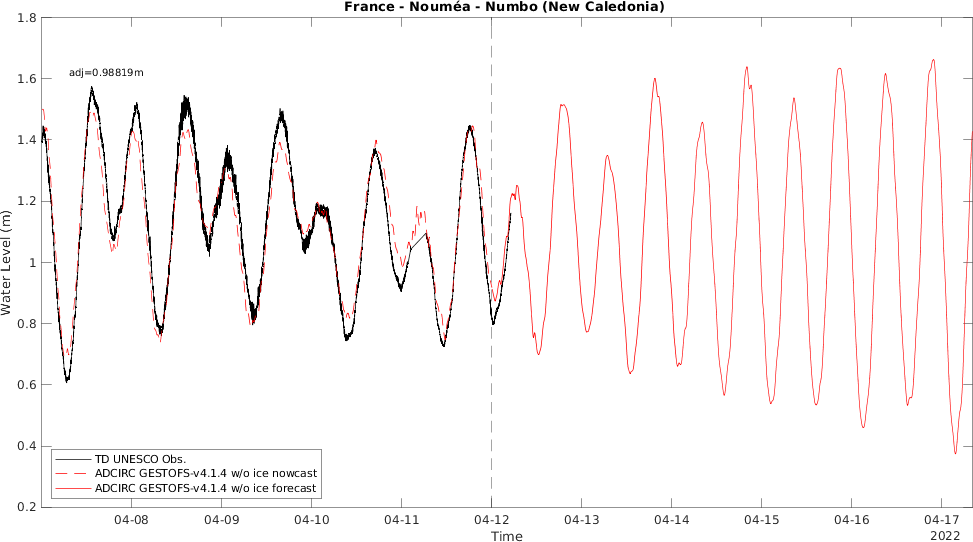 France - Nouméa - Numbo (New Caledonia)
1.8
1.6
1.4
1.2
1
0.8
0.6
0.4
0.2
Water Level (m)
adj=0.98819m
TD UNESCO Obs.
ADCIRC GESTOFS-v4.1.4 w/o ice nowcast
ADCIRC GESTOFS-v4.1.4 w/o ice forecast
04-08 04-09 04-10 04-11 04-12 04-13 04-14 04-15 04-16 04-17
2022
Time